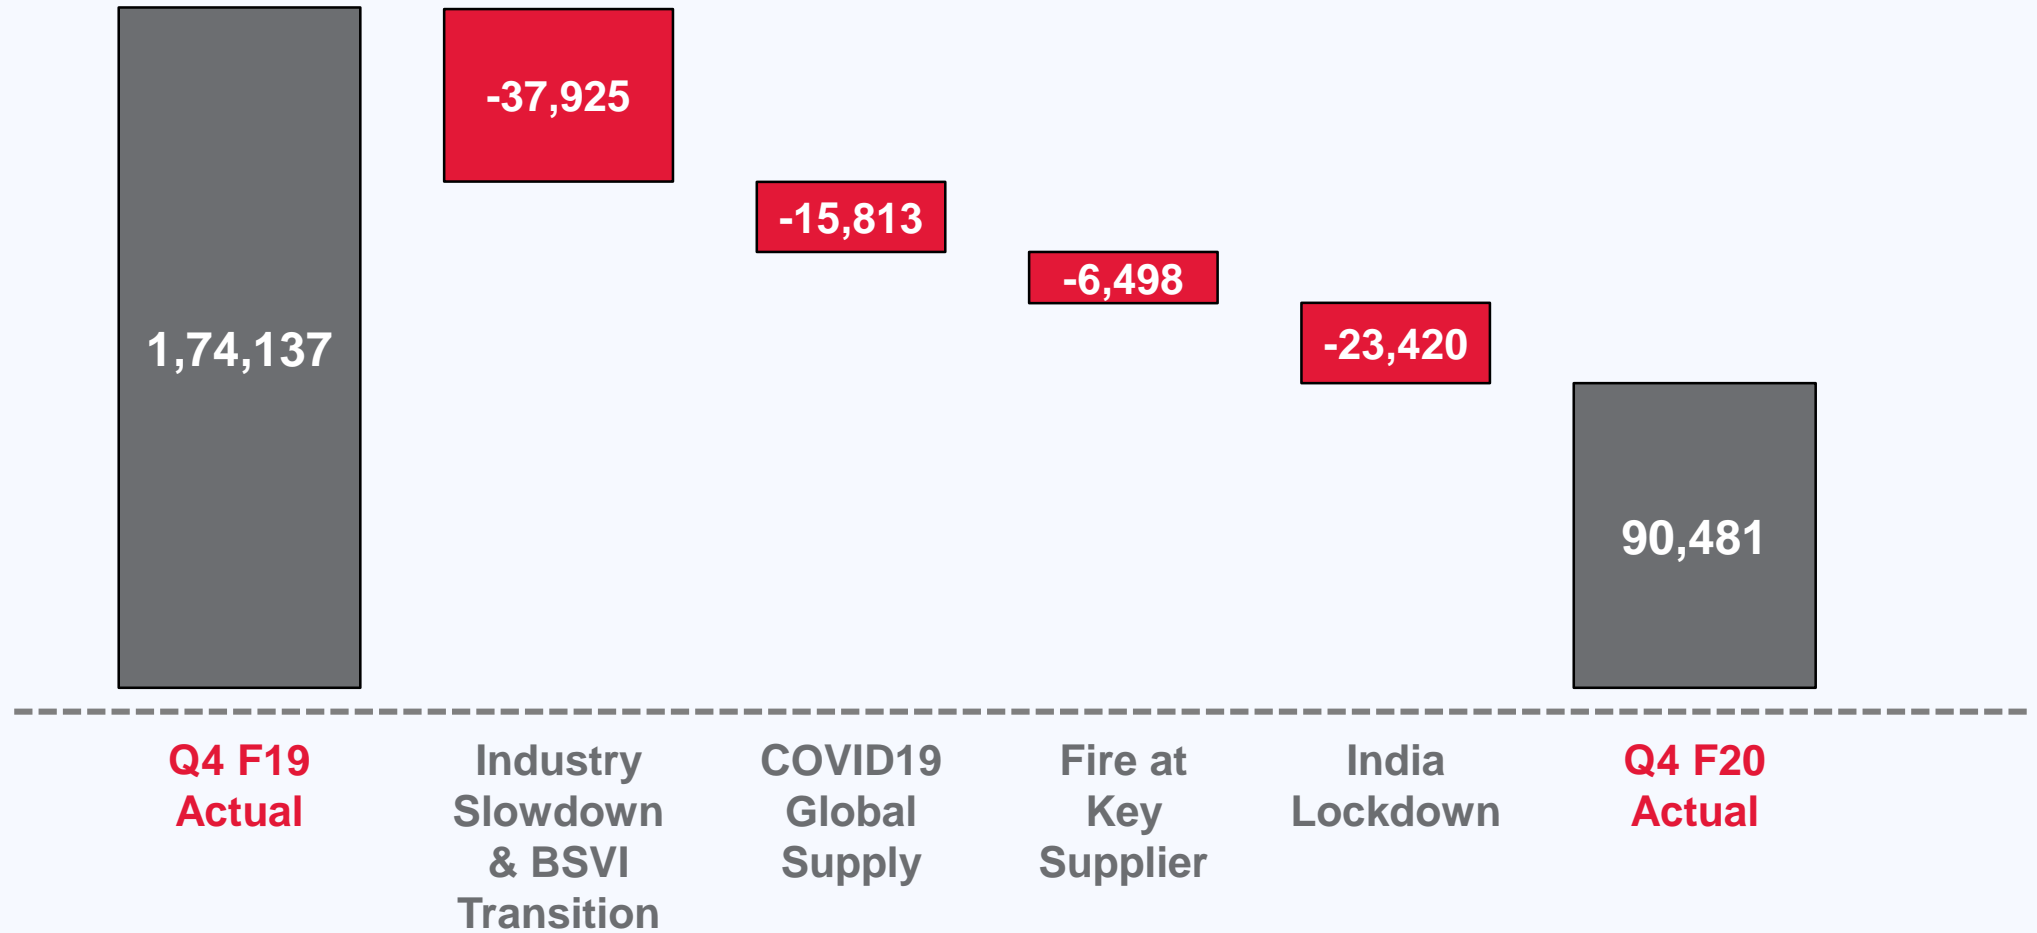 1,74,137
-37,925
-15,813
-6,498
-23,420
90,481
Q4 F19
Actual
Industry
Slowdown
& BSVI
Transition
COVID19
Global
Supply
Fire at
Key
Supplier
India
Lockdown
Q4 F20
Actual